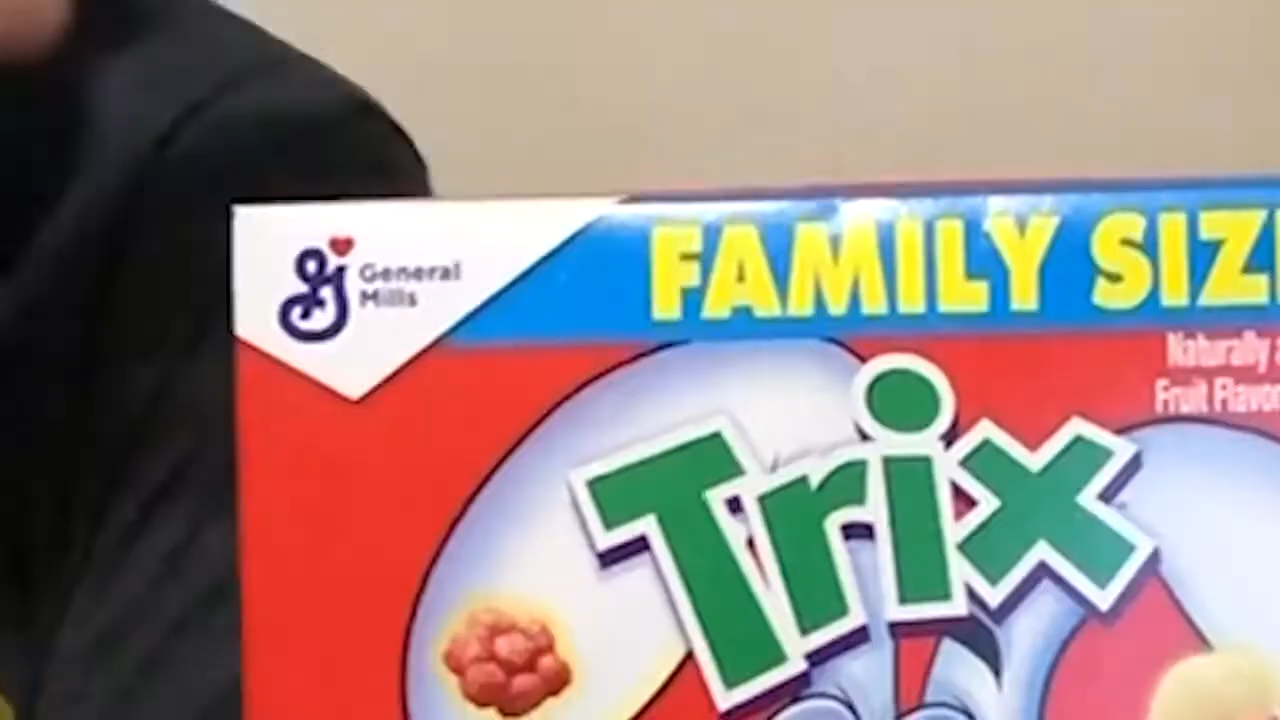 General
Mills
FAMILY SIZ
Naturally
Fruit Flavor
Trix